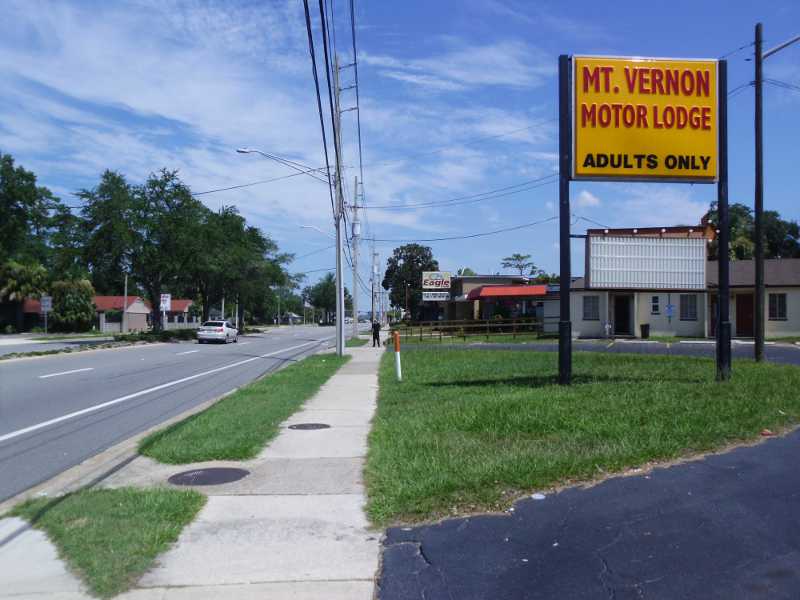 MT. VERNON
MOTOR LODGE
ADULTS ONLY
Eagle